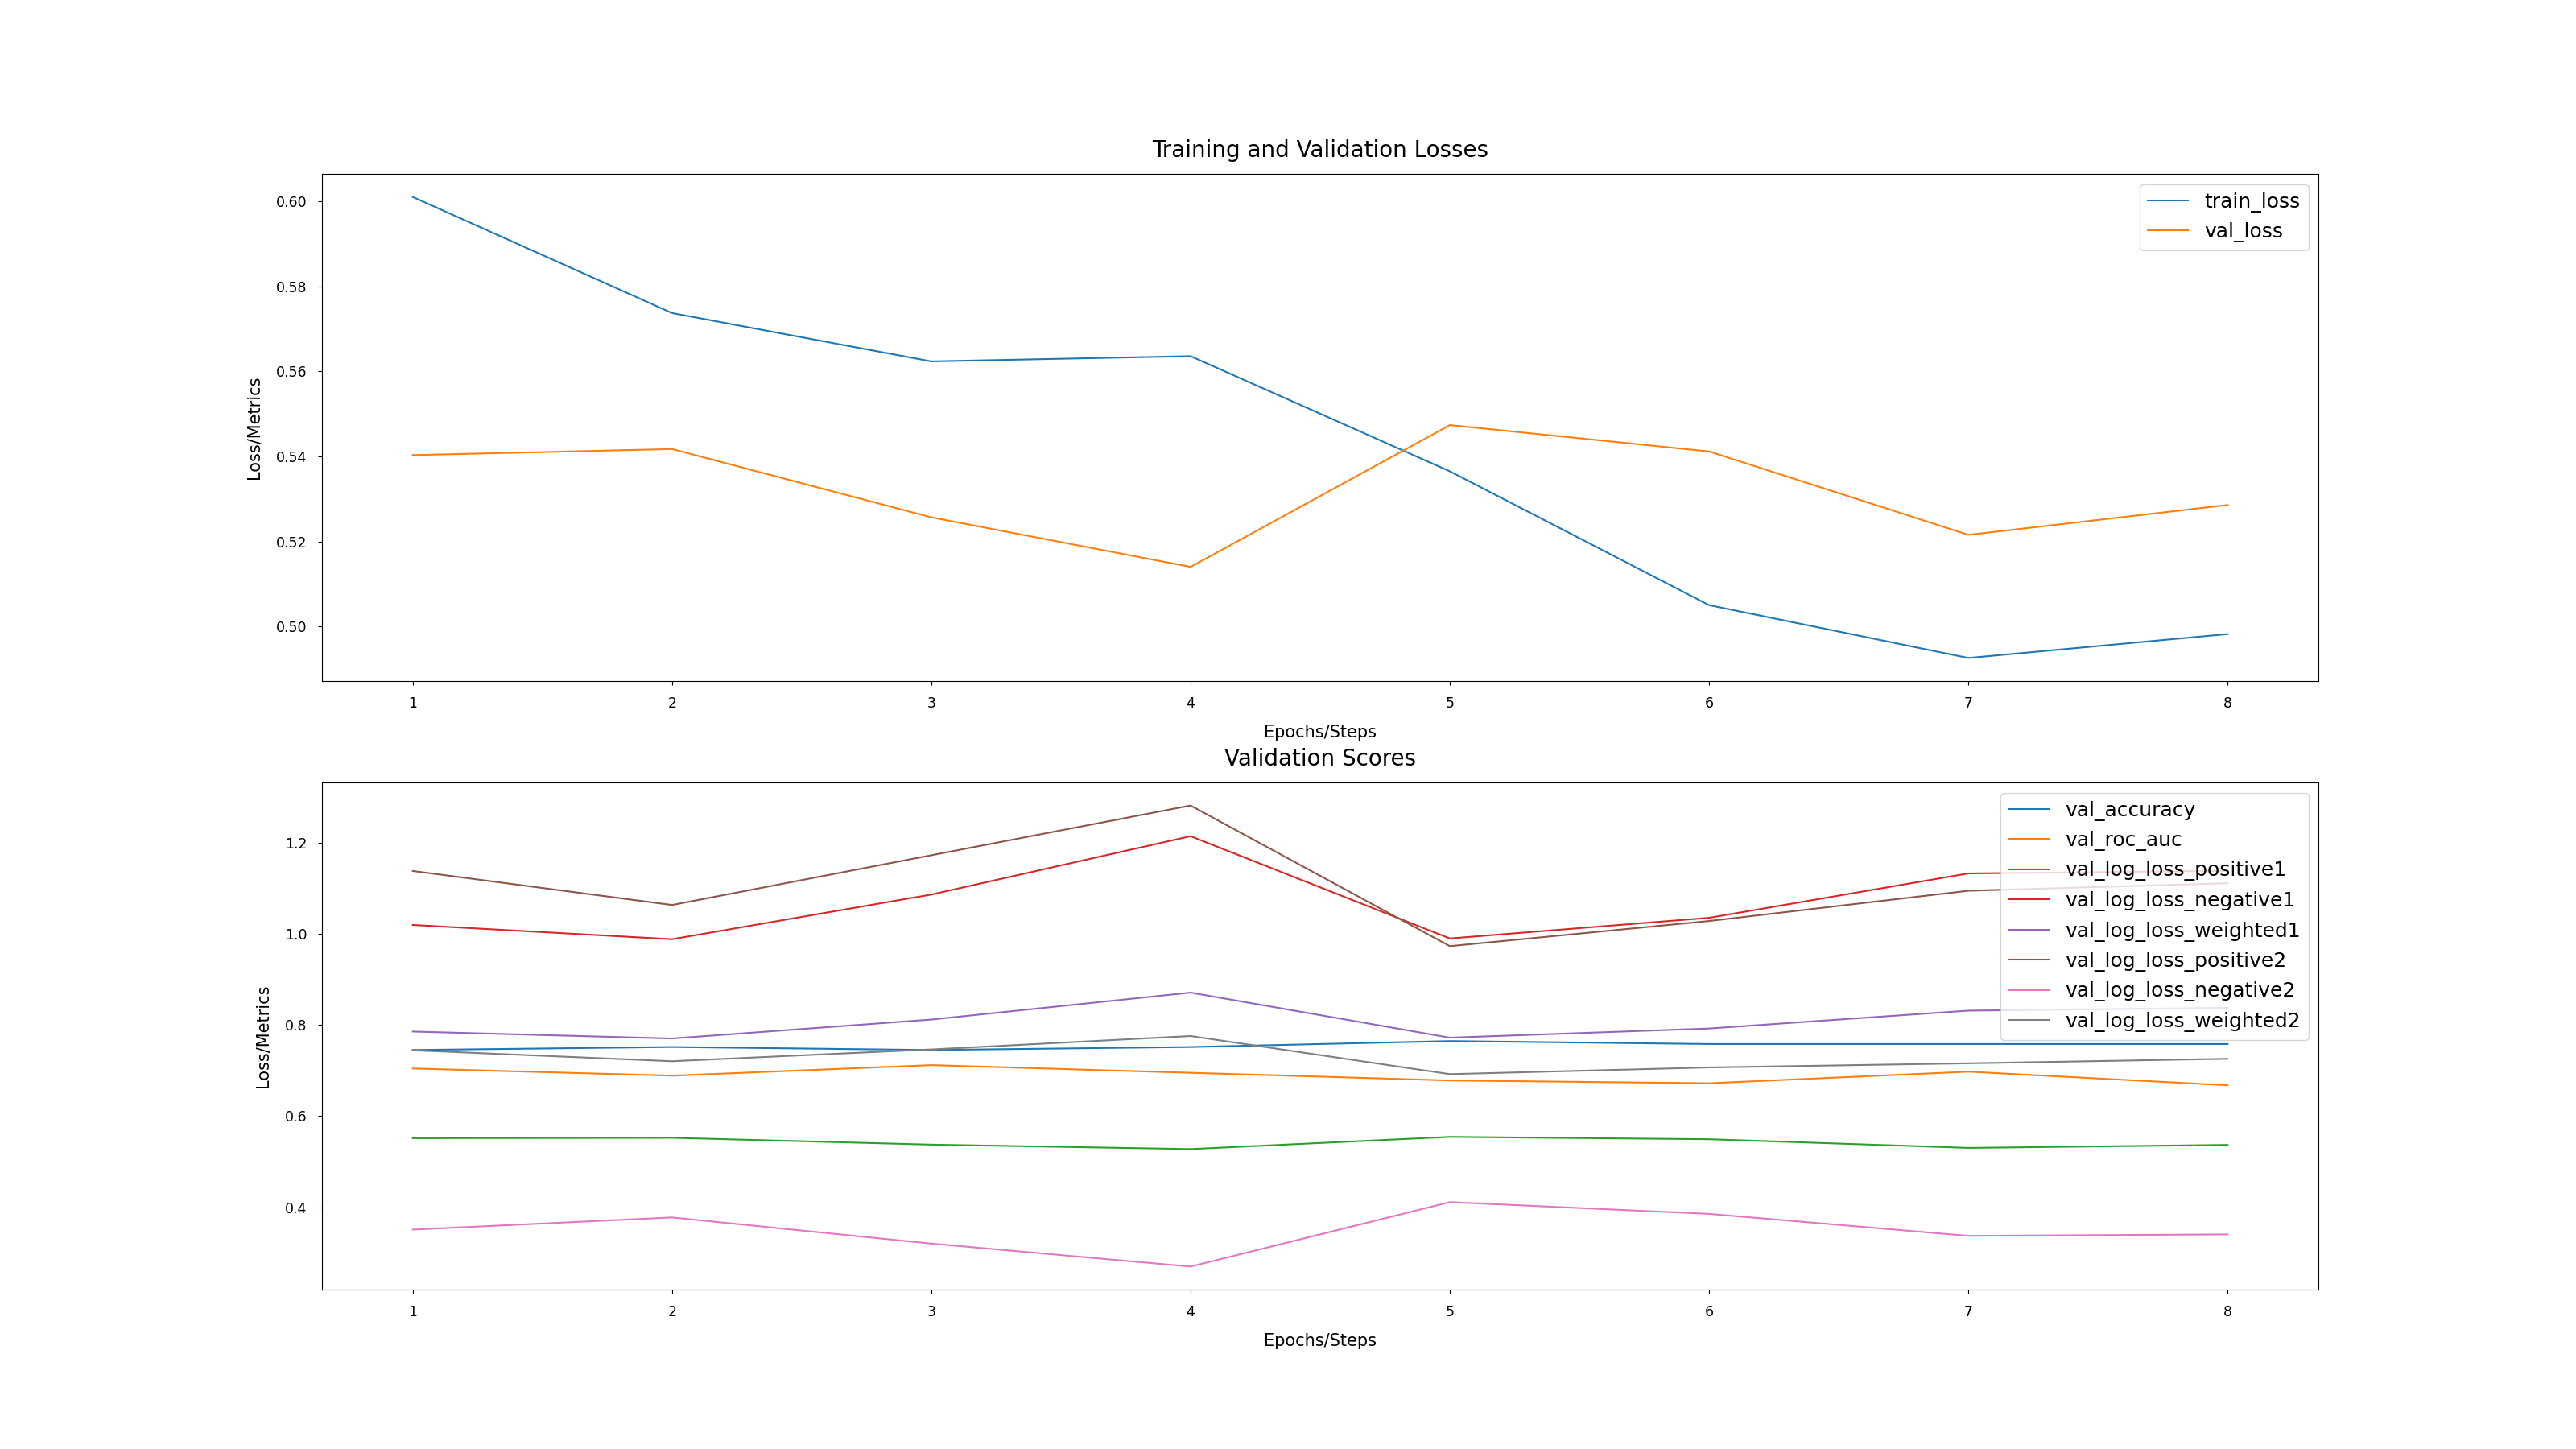 Training and Validation Losses
train_loss
val_loss
0.60
0.58
0.56
0.54
0.52
0.50
Loss/Metrics
1 2 3 4 5 6 7 8
Epochs/Steps
Validation Scores
val_accuracy
val_roc_auc
val_log_loss_positive1
val_log_loss_negative1
val_log_loss_weighted1
val_log_loss_positive2
val_log_loss_negative2
val_log_loss_weighted2
1.2
1.0
0.8
0.6
0.4
Loss/Metrics
1 2 3 4 5 6 7 8
Epochs/Steps